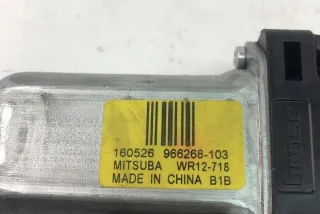 160526 966268-103
MITSUBA WR12-718
MADE IN CHINA B1B
brose